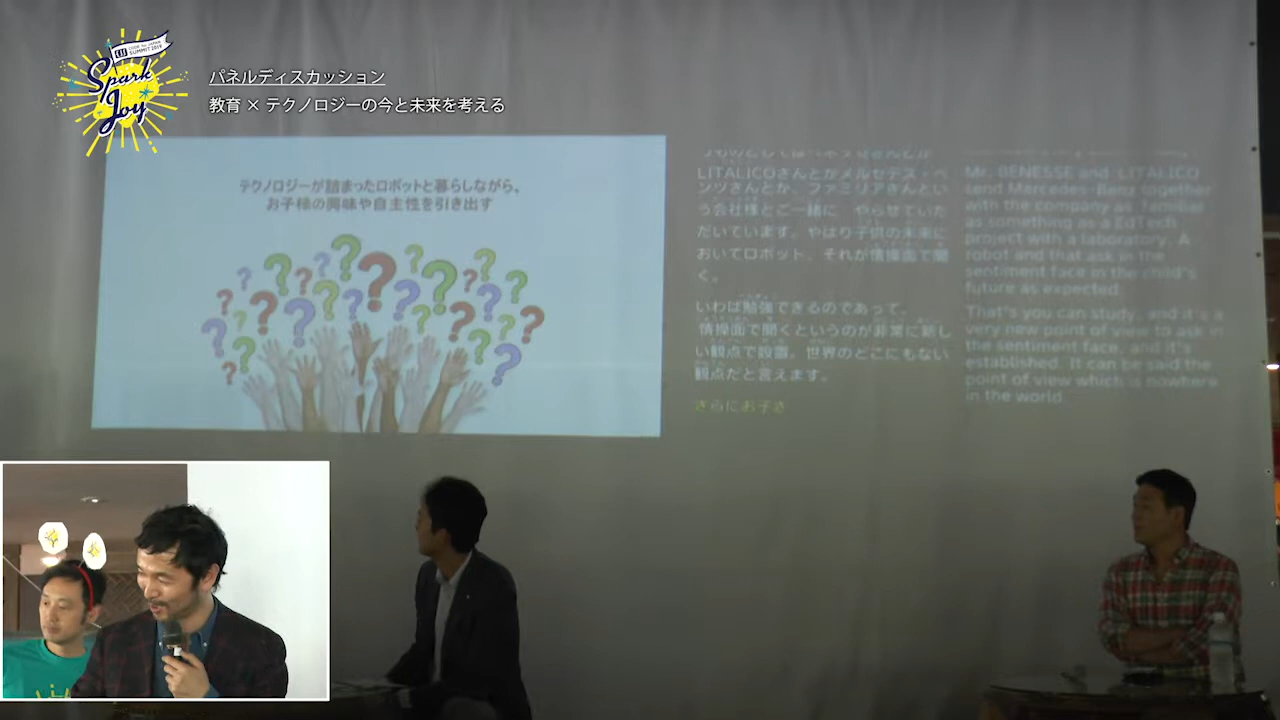 CODE for JAPAN
SUMMIT 2019
Spark
Joy
パネルディスカッション
教育 × テクノロジーの今と未来を考える
テクノロジーが詰まったロボットと暮らしながら、
お子様の興味や自主性を引き出す
LITALICOさんとかメルセデス・ベ
ンツさんとか、ファミリアさんとい
う会社様とご一緒に やらせていた
だいています。やはり子供の未来に
おいてロボット、それが情操面で聞
く。
いわば勉強できるのであって、
情操面で聞くというのが非常に新し
い観点で設置。世界のどこにもない
観点だと言えます。
さらにお子さ
Mr. BENESSE and LITALICO
send Mercedes-Benz together
with the company as familiar
as something as a EdTech
project with a laboratory. A
robot and that ask in the
sentiment face in the child's
future as expected.
That's you can study, and it's a
very new point of view to ask in
the sentiment face, and it's
established. It can be said the
point of view which is nowhere
in the world.